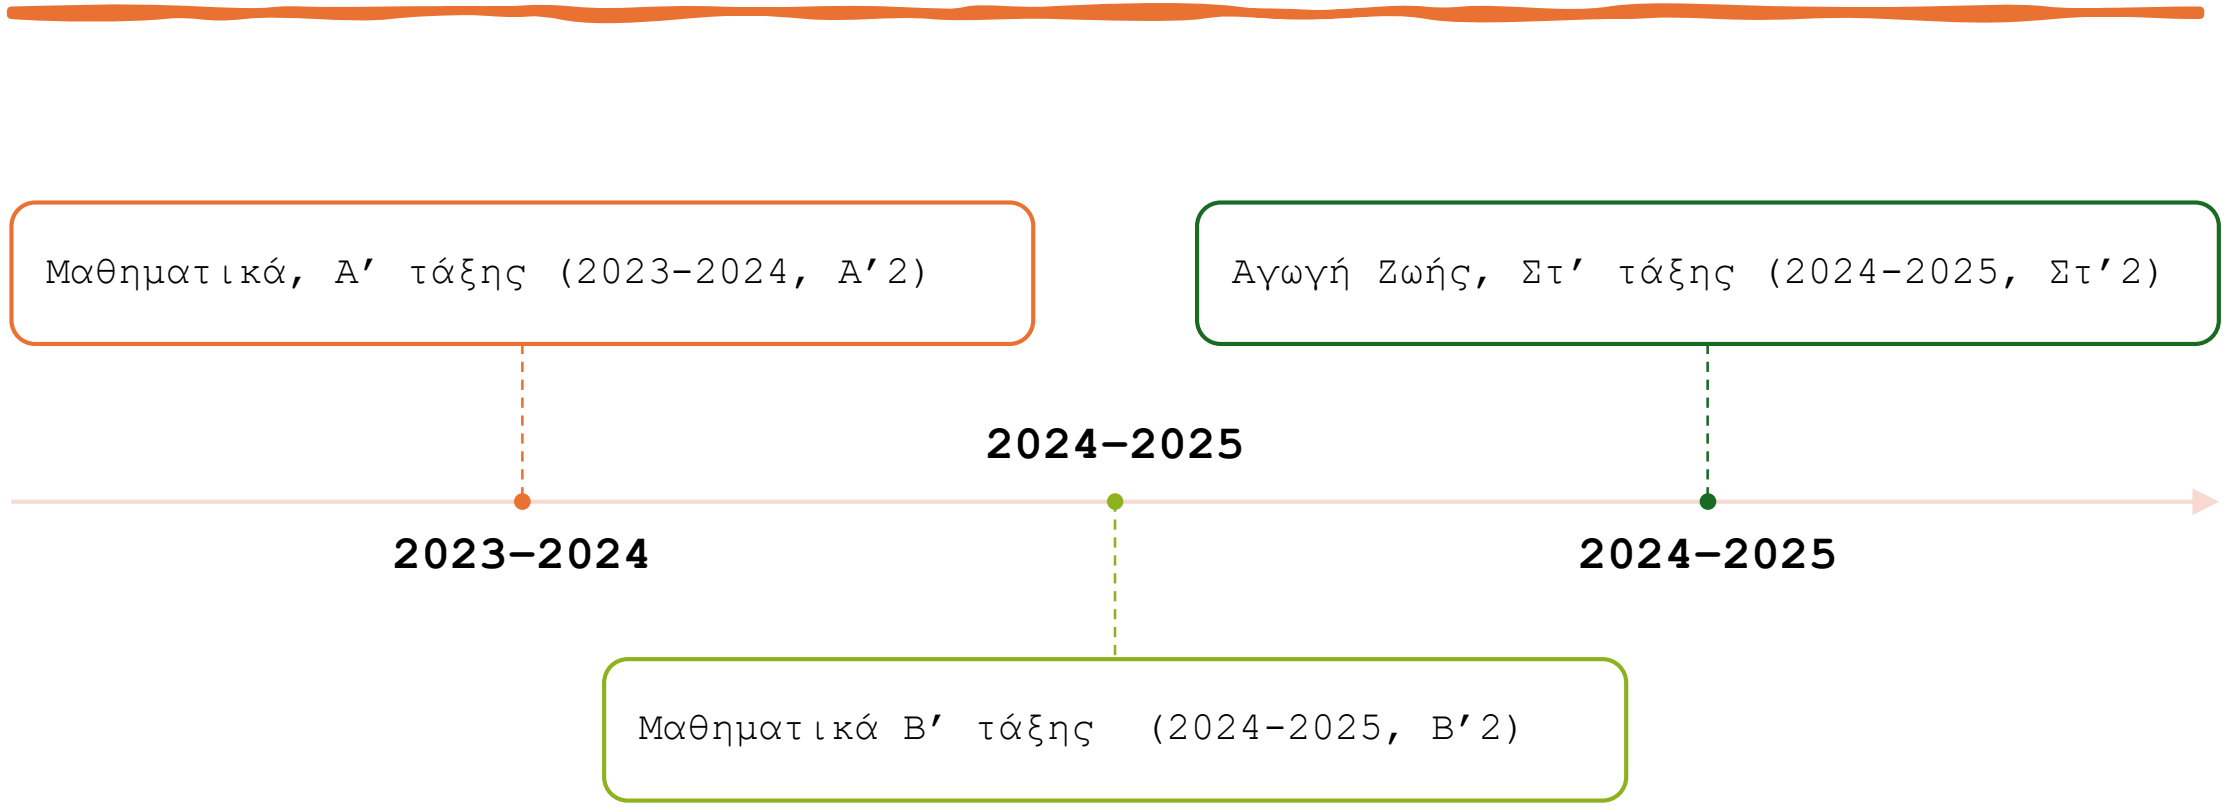 Μαθηματικά, Α’ τάξης (2023-2024, Α’2)
Αγωγή Ζωής, Στ’ τάξης (2024-2025, Στ’2)
2024-2025
2023-2024
2024-2025
Μαθηματικά Β’ τάξης (2024-2025, Β’2)